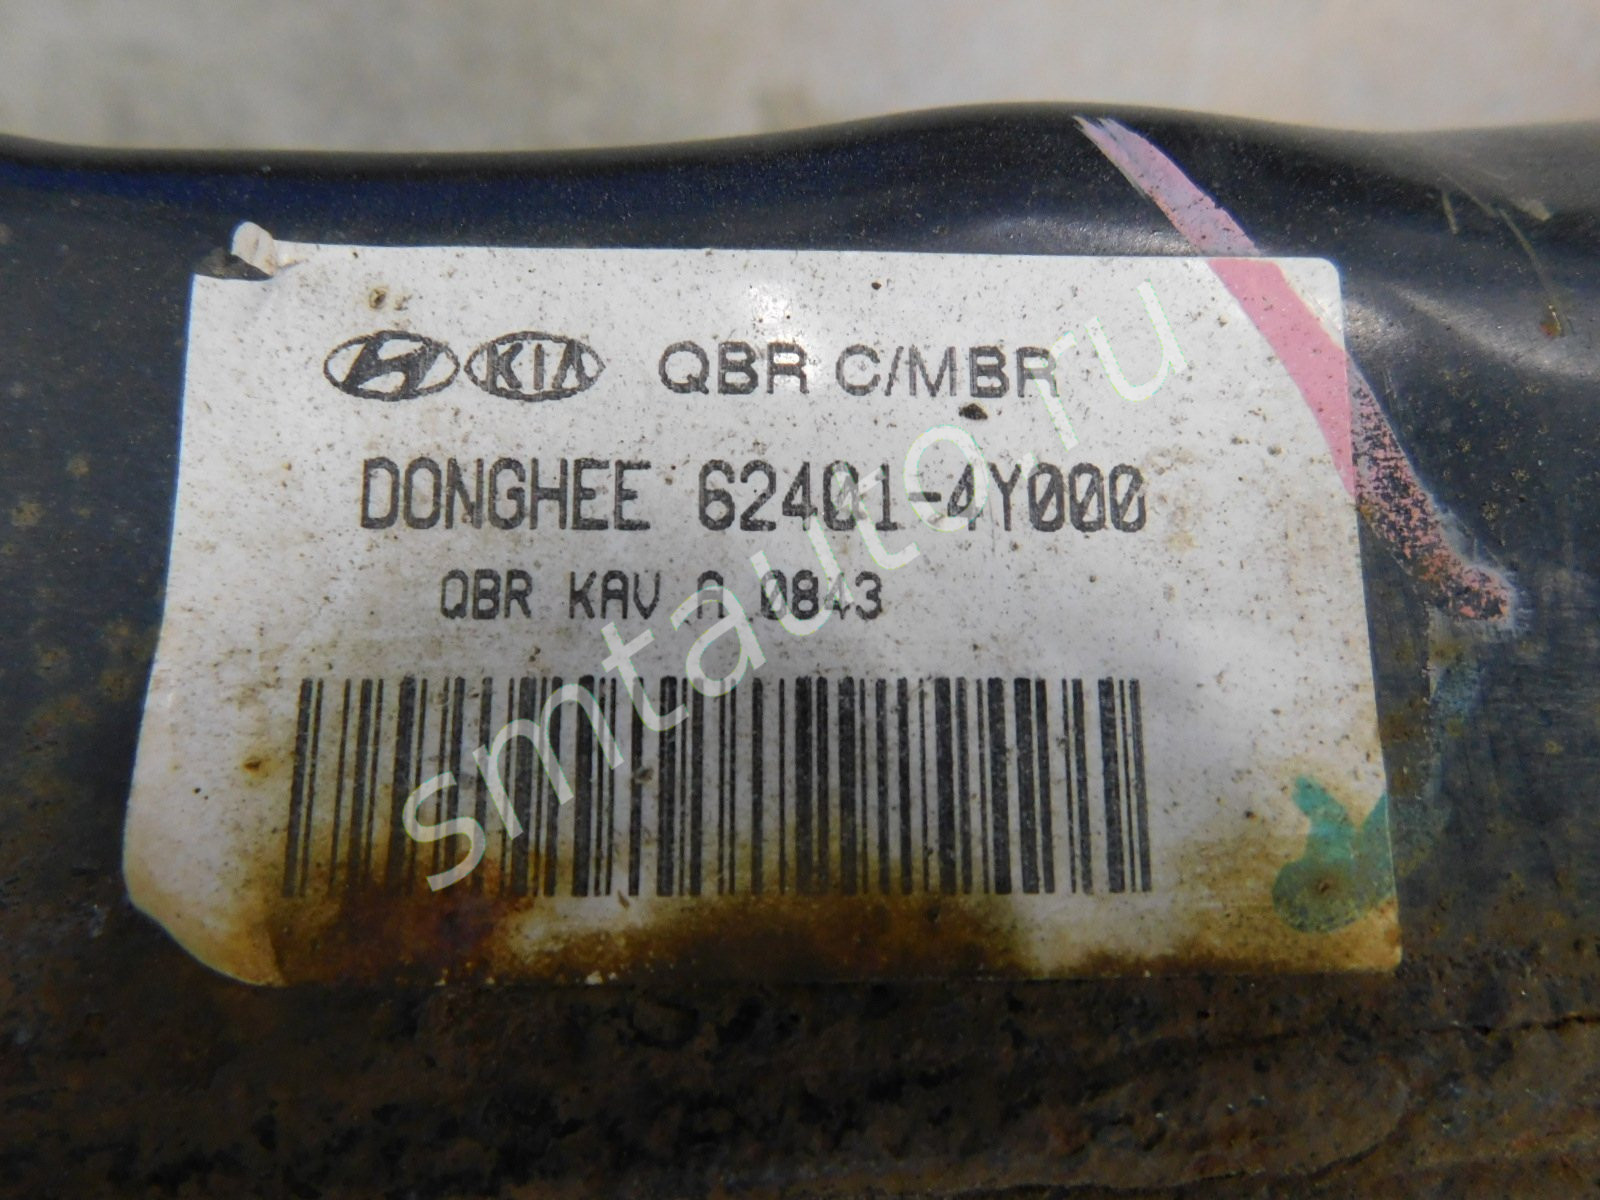 KIA QBR C/MBR
DONGHEE 62401-4Y000
QBR KAV A 0843
smtauto.ru